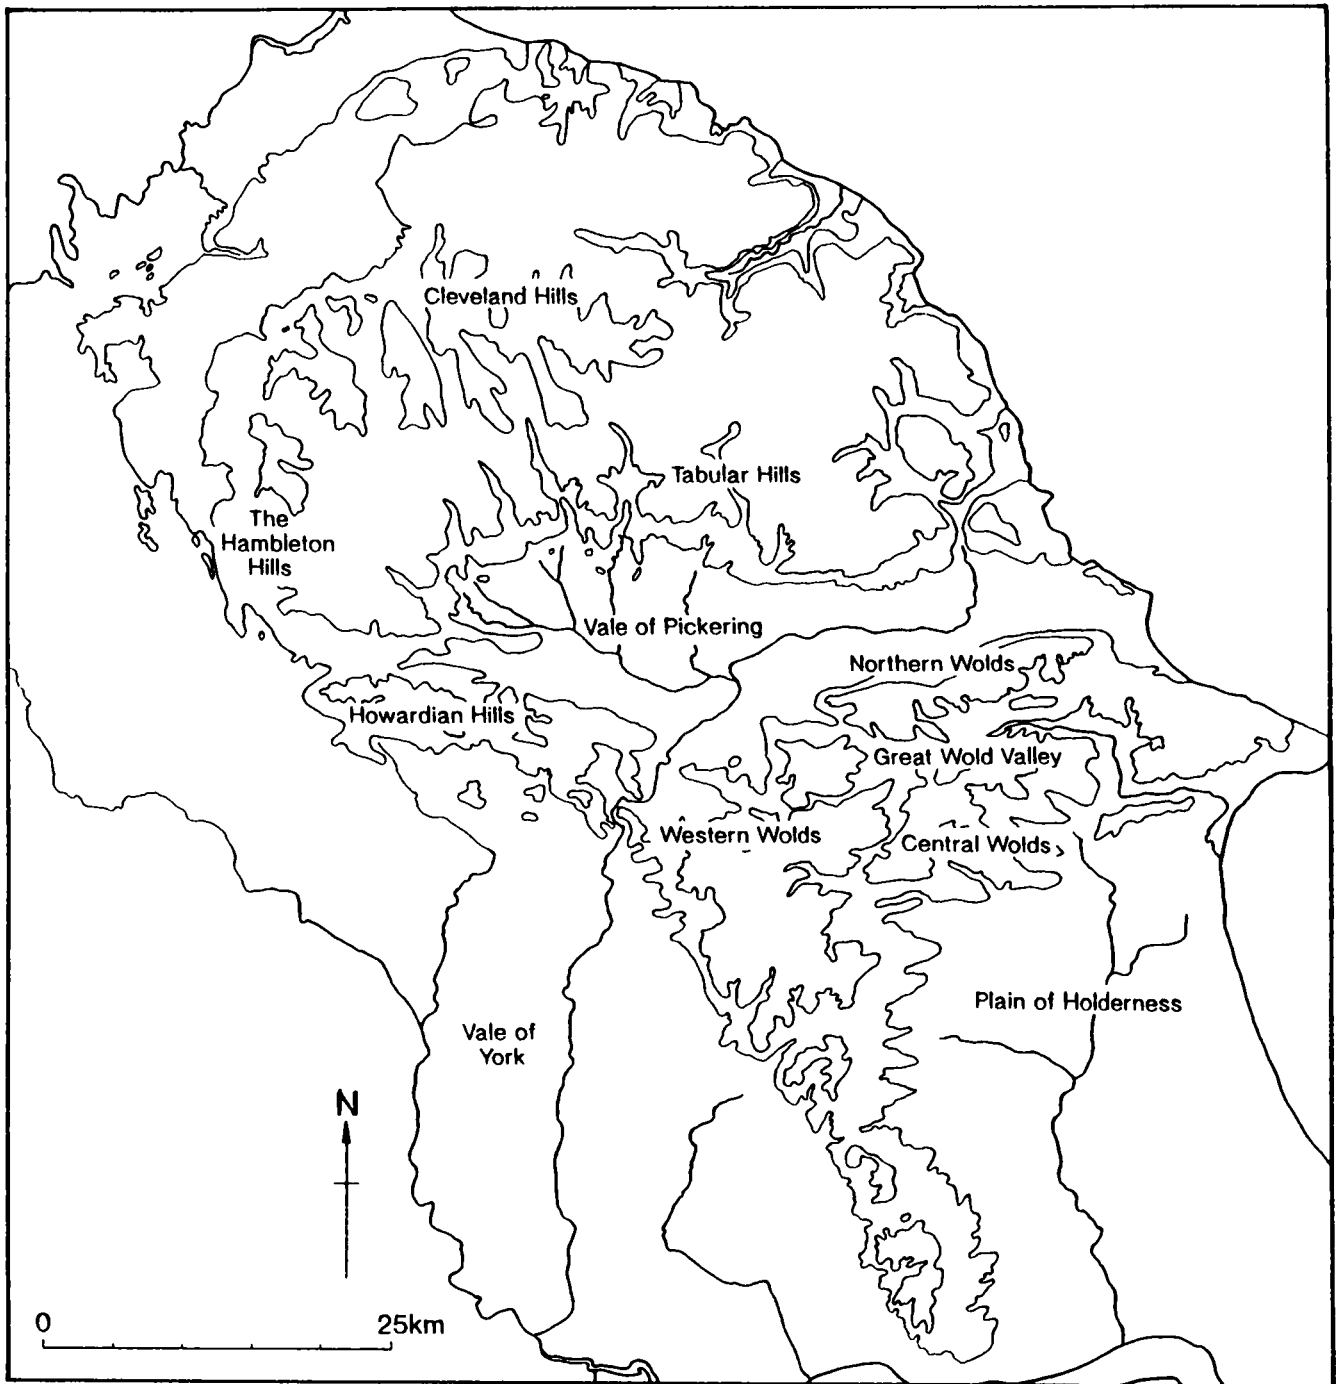 Cleveland Hills
Tabular Hills
The
Hambleton
Hills
Vale of Pickering
Northern Wolds
Howardian Hills
Great Wold Valley
Western Wolds
Central Wolds
Plain of Holderness
Vale of
York
N
0 25km